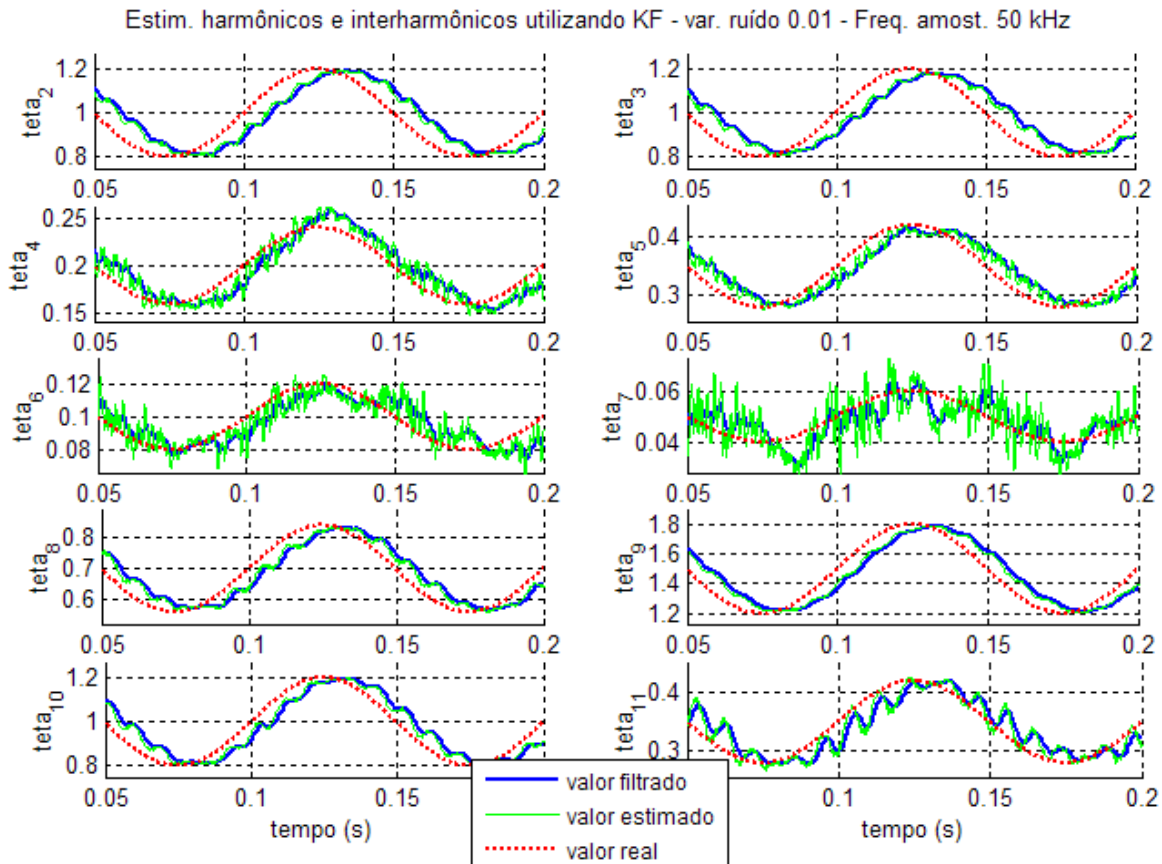 Estim. harmônicos e interharmônicos utilizando KF - var. ruído 0.01 - Freq. amost. 50 kHz
teta2
1.2
1
0.8
0.05 0.1 0.15 0.2
teta3
1.2
1
0.8
0.05 0.1 0.15 0.2
teta4
0.25
0.2
0.15
0.05 0.1 0.15 0.2
teta5
0.4
0.3
0.05 0.1 0.15 0.2
teta6
0.12
0.1
0.08
0.05 0.1 0.15 0.2
teta7
0.06
0.04
0.05 0.1 0.15 0.2
teta8
0.8
0.7
0.6
0.05 0.1 0.15 0.2
teta9
1.8
1.6
1.4
1.2
0.05 0.1 0.15 0.2
teta10
1.2
1
0.8
0.05 0.1 0.15 0.2
tempo (s)
teta11
0.4
0.3
0.05 0.1 0.15 0.2
tempo (s)
valor filtrado
valor estimado
valor real